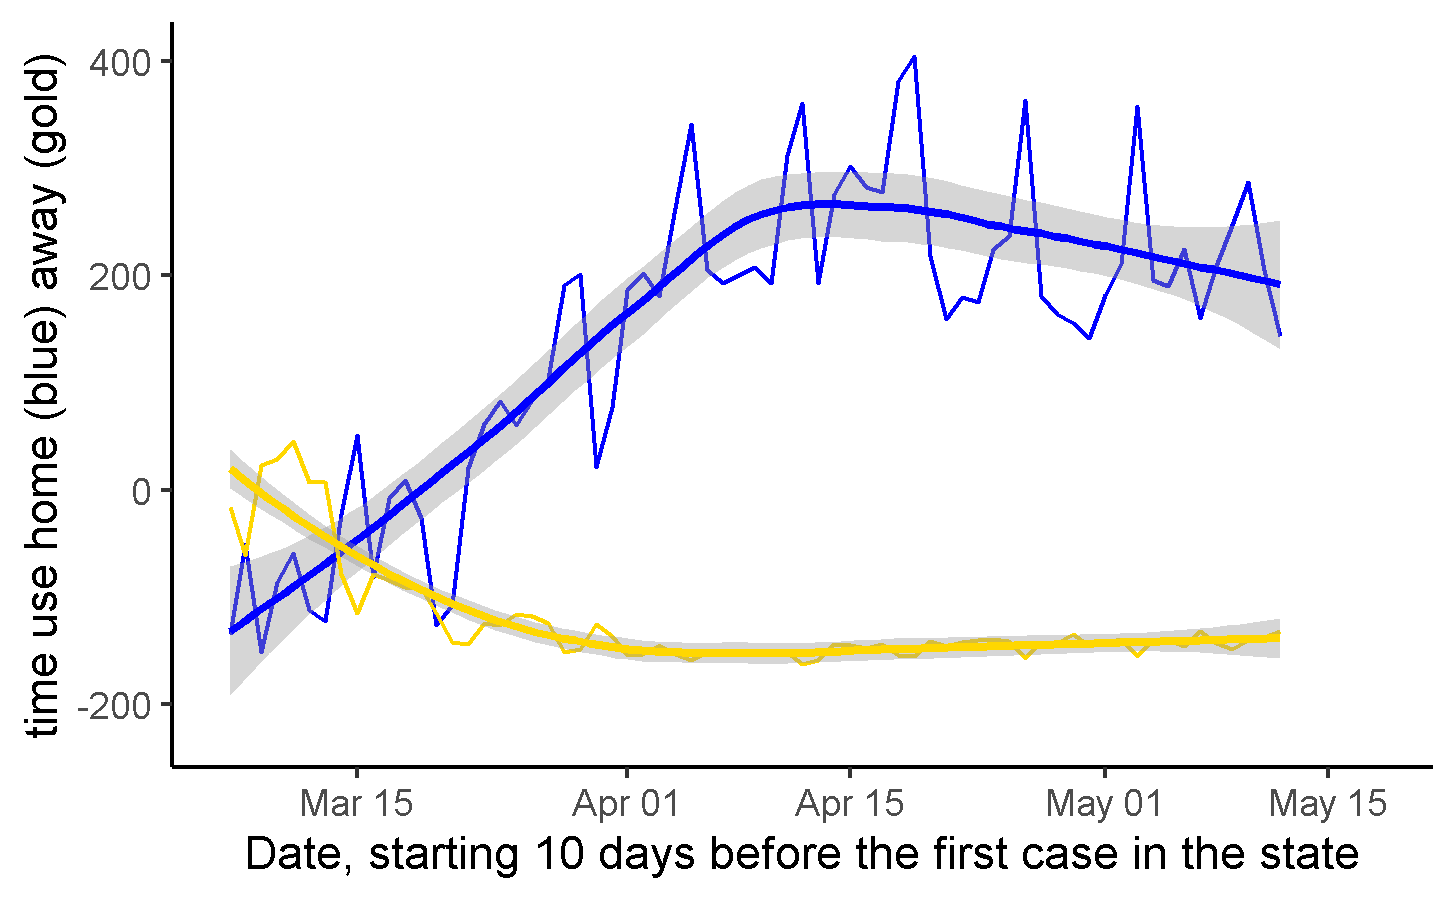 time use home (blue) away (gold)
400
200
0
-200
Mar 15 Apr 01 Apr 15 May 01 May 15
Date, starting 10 days before the first case in the state